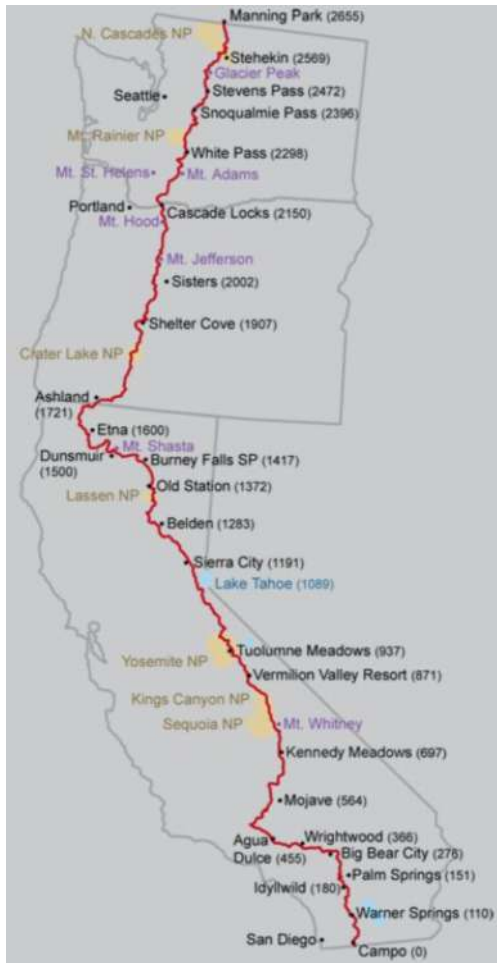 Manning Park (2655)
N. Cascades NP
Stehekin (2569)
Glacier Peak
Stevens Pass (2472)
Seattle
Snoqualmie Pass (2396)
Mt. Rainier NP
White Pass (2298)
Mt. St. Helens
Mt. Adams
Portland
Cascade Locks (2150)
Mt. Hood
Mt. Jefferson
Sisters (2002)
Shelter Cove (1907)
Crater Lake NP
Ashland
(1721)
Etna (1600)
Mt. Shasta
Dunsmuir
(1500)
Burney Falls SP (1417)
Old Station (1372)
Lassen NP
Belden (1283)
Sierra City (1191)
Lake Tahoe (1089)
Tuolumne Meadows (937)
Yosemite NP
Vermilion Valley Resort (871)
Kings Canyon NP
Sequoia NP
Mt. Whitney
Kennedy Meadows (697)
Mojave (564)
Agua
Dulce (455)
Wrightwood (366)
Big Bear City (276)
Palm Springs (151)
Idyllwild (180)
Warner Springs (110)
San Diego
Campo (0)